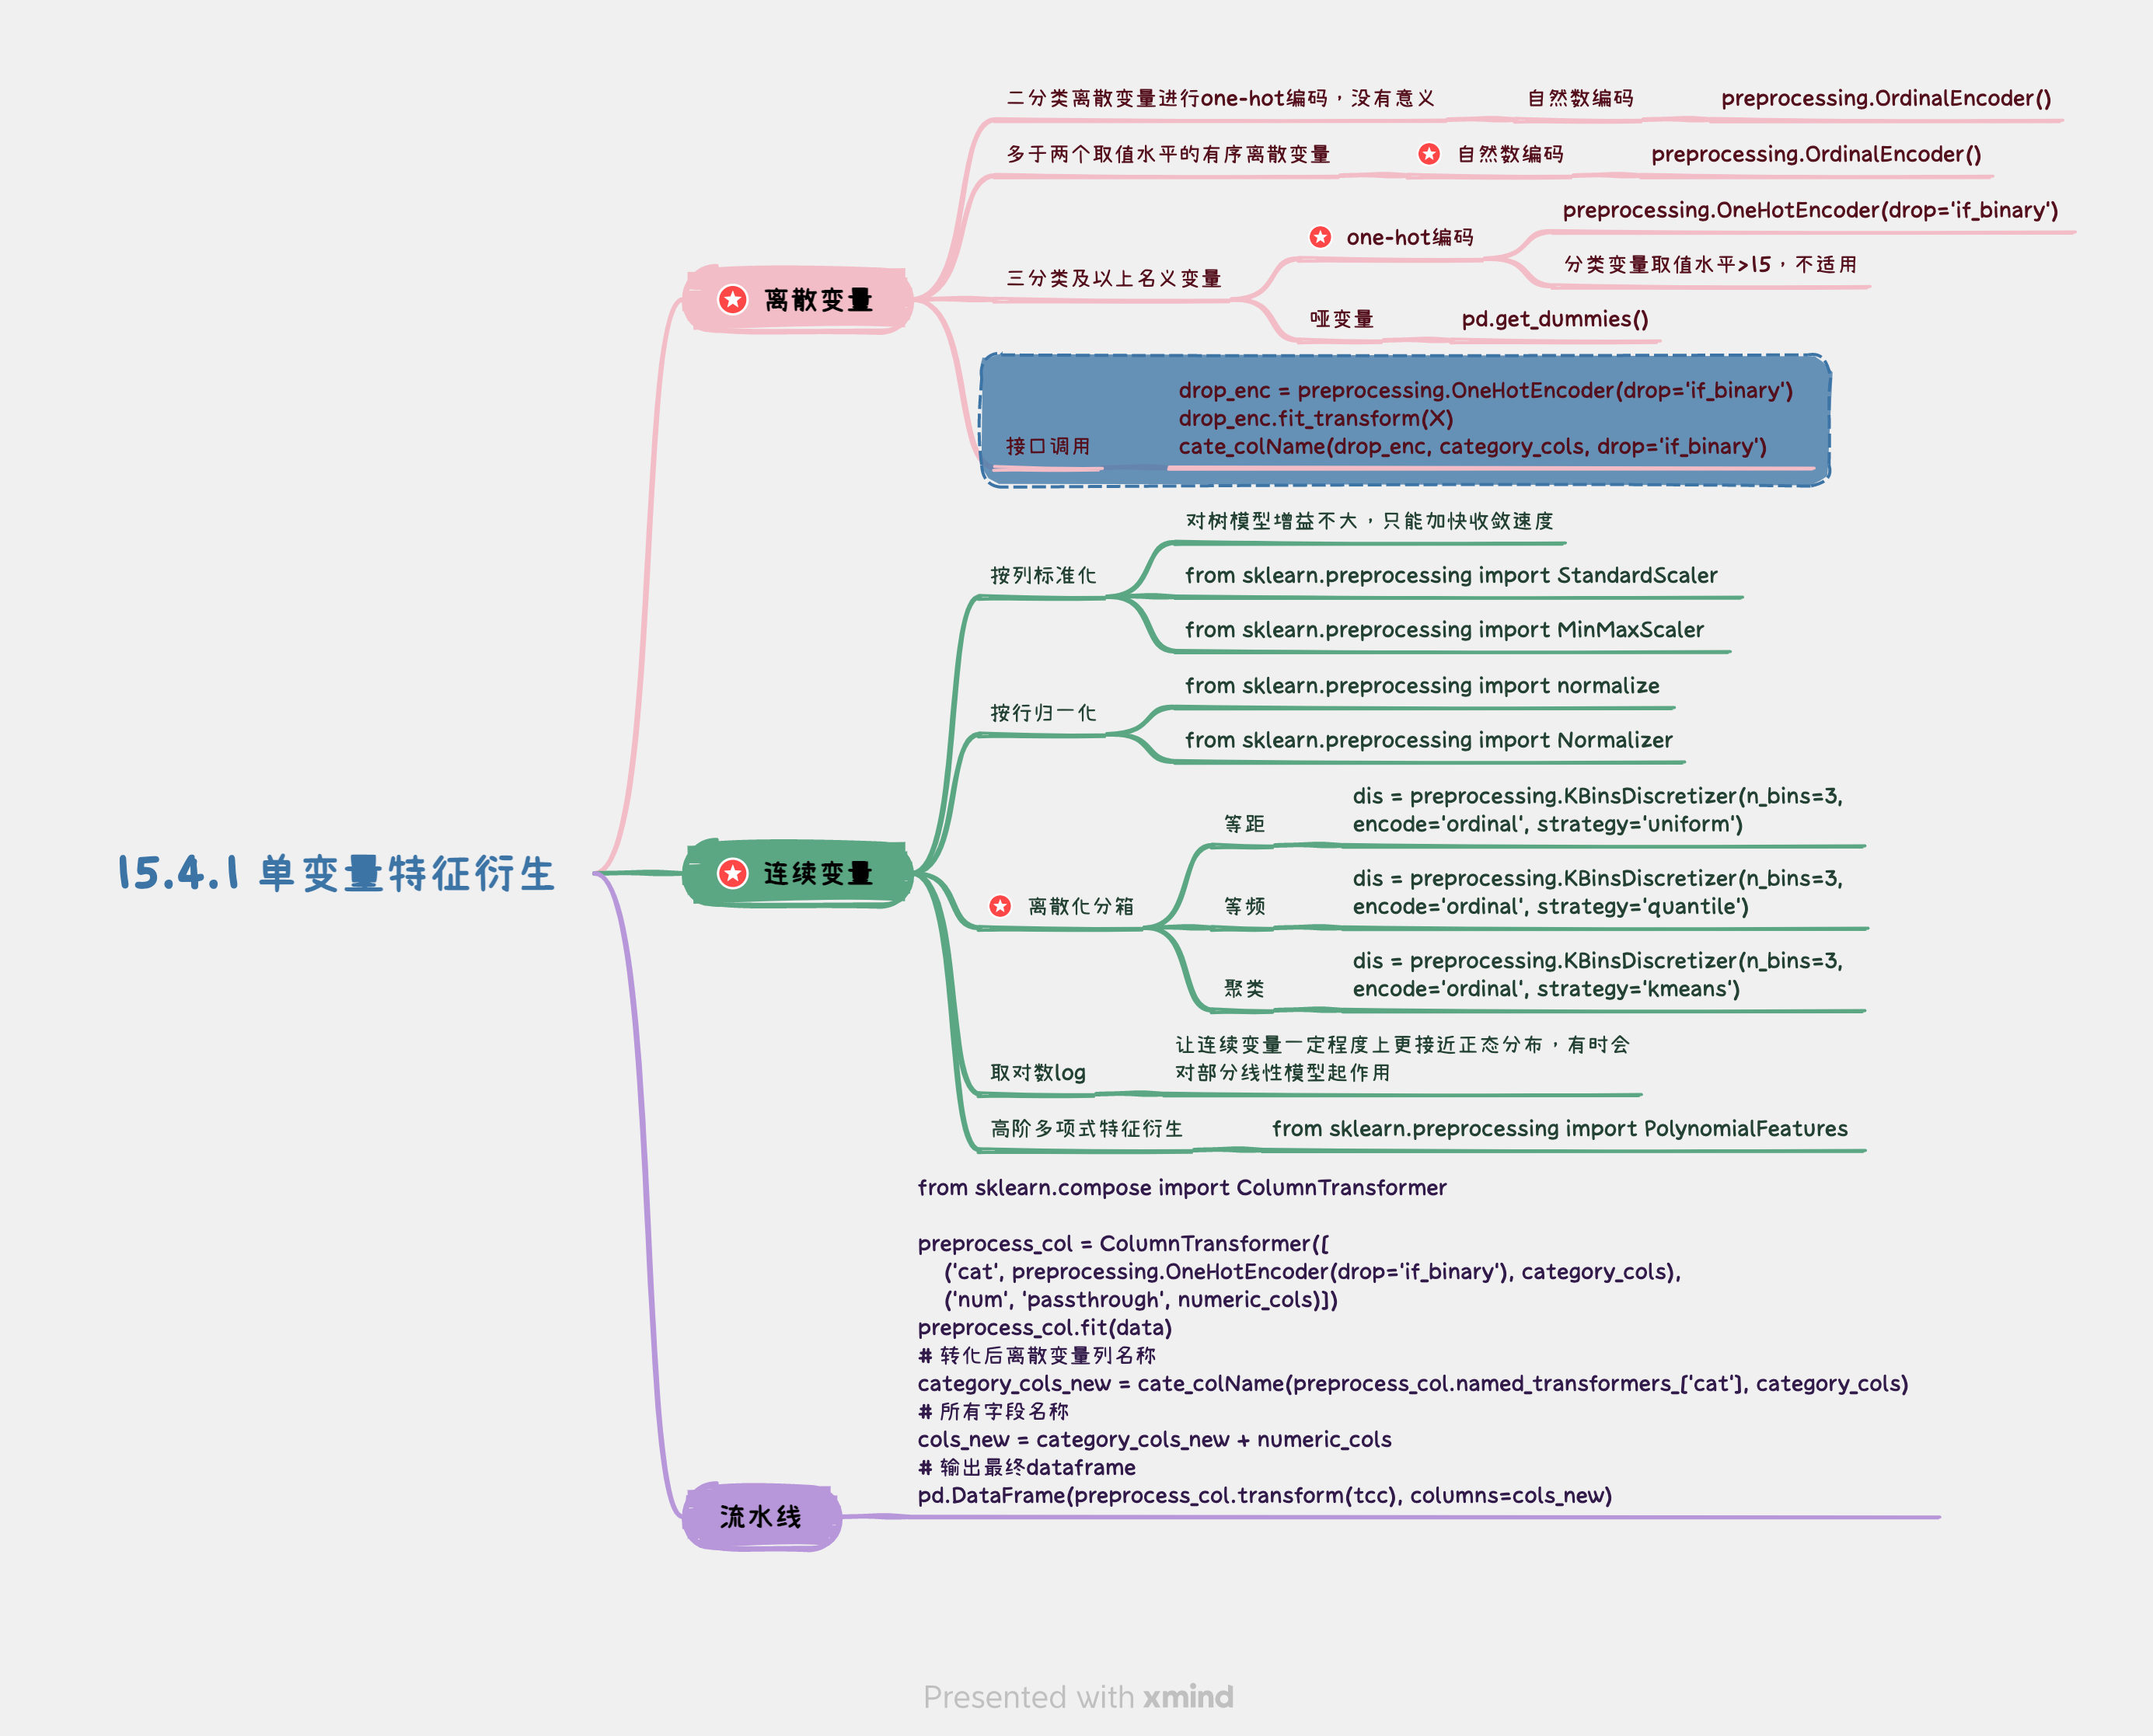 15.4.1 单变量特征衍生
离散变量
二分类离散变量进行one-hot编码，没有意义
自然数编码
preprocessing.OrdinalEncoder()
多于两个取值水平的有序离散变量
自然数编码
preprocessing.OrdinalEncoder()
三分类及以上名义变量
one-hot编码
preprocessing.OneHotEncoder(drop='if_binary')
分类变量取值水平>15，不适用
哑变量
pd.get_dummies()
接口调用
drop_enc = preprocessing.OneHotEncoder(drop='if_binary')
drop_enc.fit_transform(X)
cate_colName(drop_enc, category_cols, drop='if_binary')
连续变量
按列标准化
对树模型增益不大，只能加快收敛速度
from sklearn.preprocessing import StandardScaler
from sklearn.preprocessing import MinMaxScaler
按行归一化
from sklearn.preprocessing import normalize
from sklearn.preprocessing import Normalizer
离散化分箱
等距
dis = preprocessing.KBinsDiscretizer(n_bins=3,
encode='ordinal', strategy='uniform')
等频
dis = preprocessing.KBinsDiscretizer(n_bins=3,
encode='ordinal', strategy='quantile')
聚类
dis = preprocessing.KBinsDiscretizer(n_bins=3,
encode='ordinal', strategy='kmeans')
取对数log
让连续变量一定程度上更接近正态分布，有时会
对部分线性模型起作用
高阶多项式特征衍生
from sklearn.preprocessing import PolynomialFeatures
流水线
from sklearn.compose import ColumnTransformer
preprocess_col = ColumnTransformer([
('cat', preprocessing.OneHotEncoder(drop='if_binary'), category_cols),
('num', 'passthrough', numeric_cols)])
preprocess_col.fit(data)
# 转化后离散变量列名称
category_cols_new = cate_colName(preprocess_col.named_transformers_['cat'], category_cols)
# 所有字段名称
cols_new = category_cols_new + numeric_cols
# 输出最终dataframe
pd.DataFrame(preprocess_col.transform(tcc), columns=cols_new)
Presented with xmind